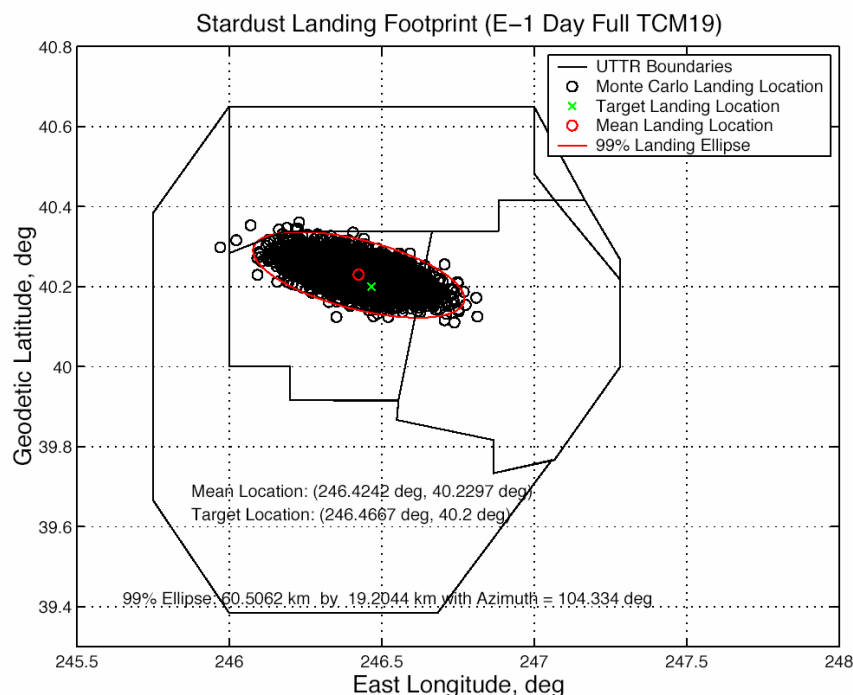 Stardust Landing Footprint (E−1 Day Full TCM19)
40.8
UTTR Boundaries
Monte Carlo Landing Location
Target Landing Location
Mean Landing Location
99% Landing Ellipse
40.6
40.4
40.2
40
39.8
39.6
39.4
Geodetic Latitude, deg
Mean Location: (246.4242 deg, 40.2297 deg)
Target Location: (246.4667 deg, 40.2 deg)
99% Ellipse: 60.5062 km by 19.2044 km with Azimuth = 104.334 deg
245.5 246 246.5 247 247.5 248
East Longitude, deg